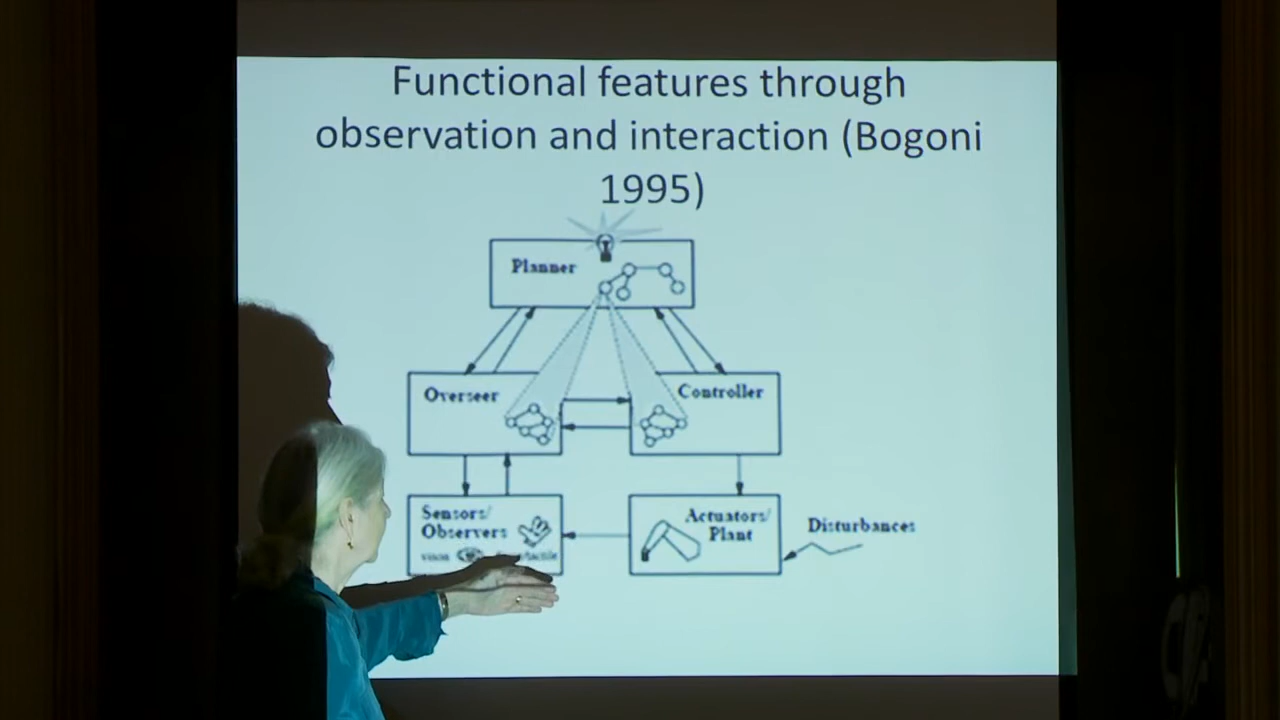 Functional features through
observation and interaction (Bogoni
1995)
Planner
Overseer
Controller
Sensors/
Observers
vision
Actuators/
Plant
Disturbances